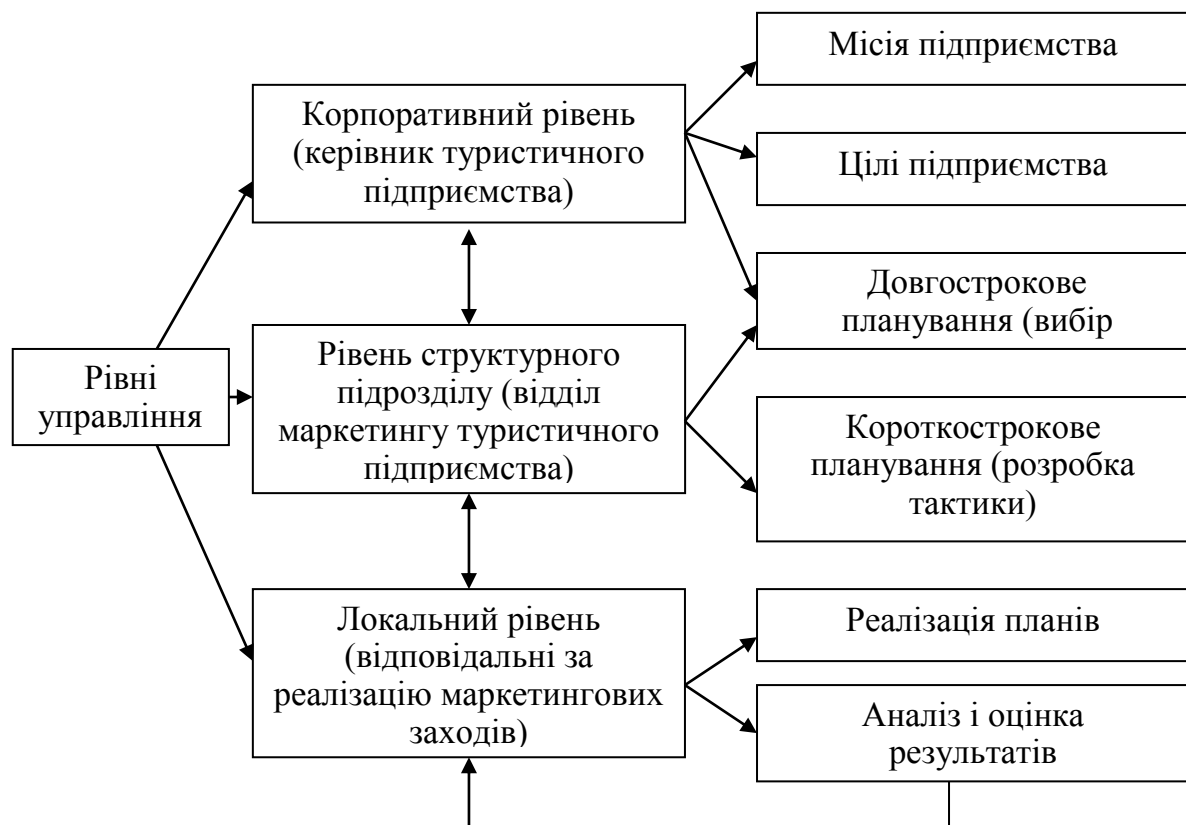 Рівні
управління
Корпоративний рівень
(керівник туристичного
підприємства)
Рівень структурного
підрозділу (відділ
маркетингу туристичного
підприємства)
Локальний рівень
(відповідальні за
реалізацію маркетингових
заходів)
Місія підприємства
Цілі підприємства
Довгострокове
планування (вибір
Короткострокове
планування (розробка
тактики)
Реалізація планів
Аналіз і оцінка
результатів